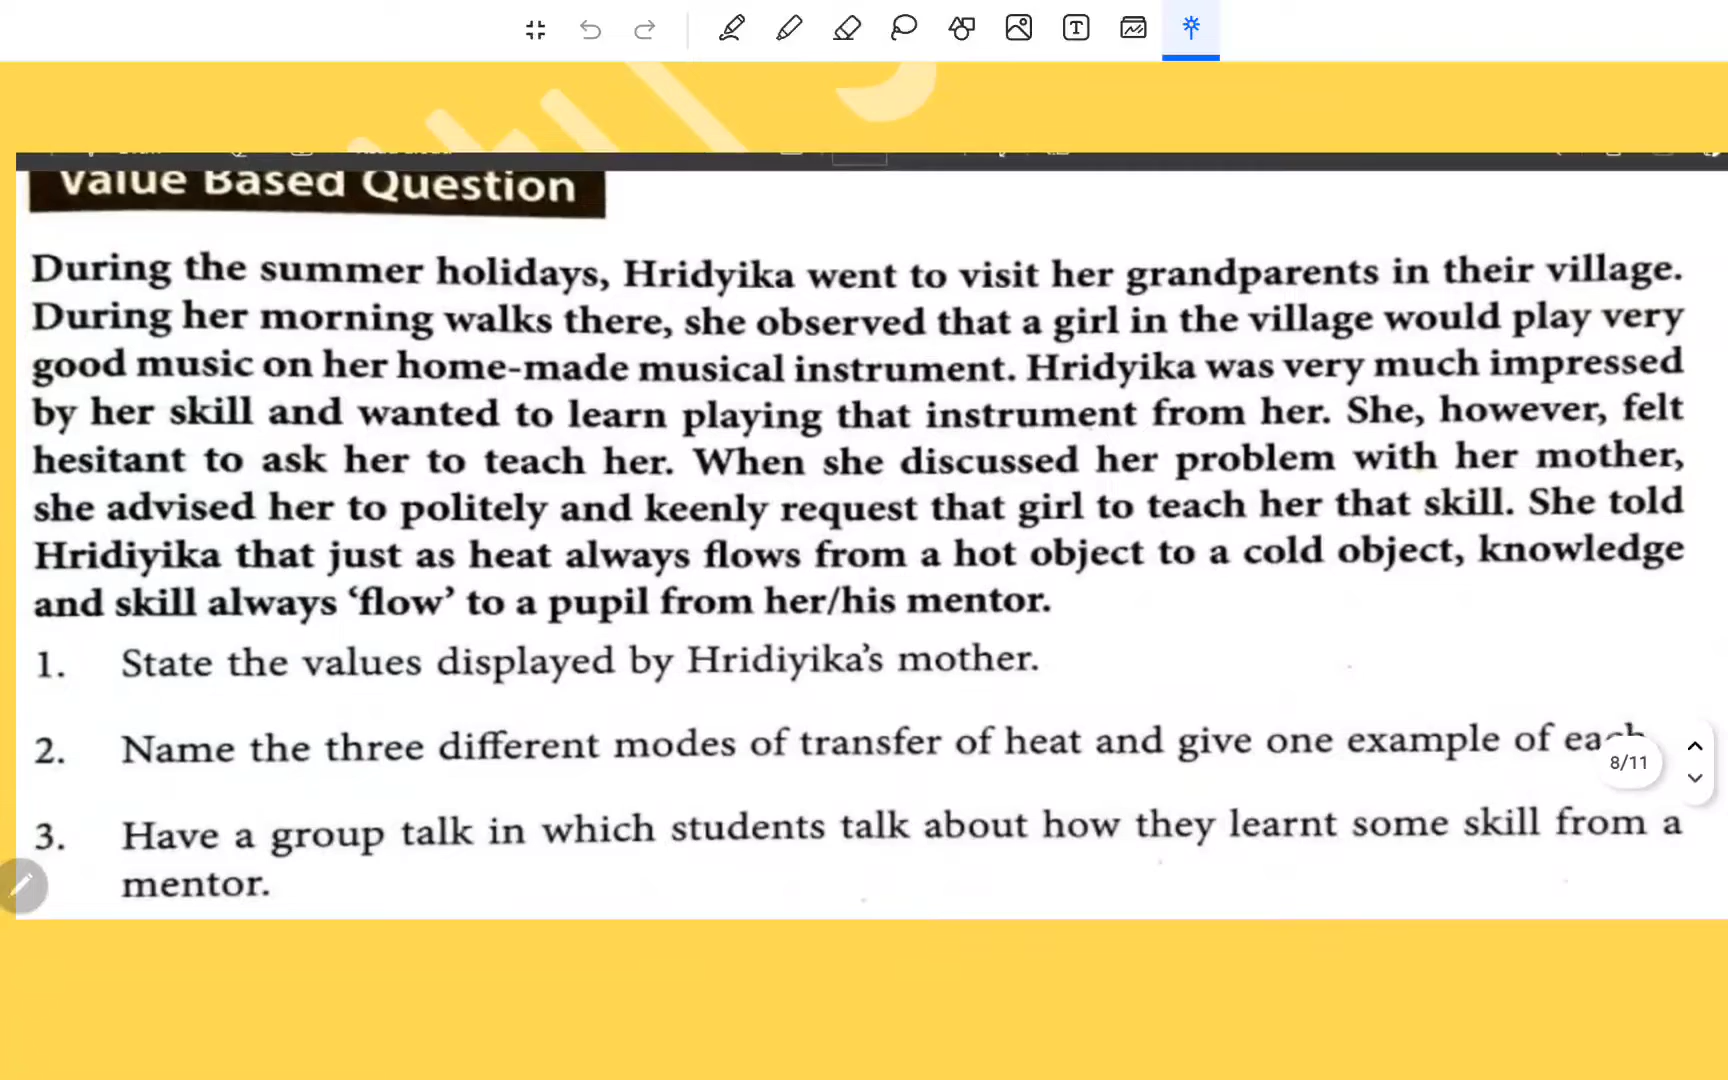 Value Based Question
During the summer holidays, Hridyika went to visit her grandparents in their village.
During her morning walks there, she observed that a girl in the village would play very
good music on her home-made musical instrument. Hridyika was very much impressed
by her skill and wanted to learn playing that instrument from her. She, however, felt
hesitant to ask her to teach her. When she discussed her problem with her mother,
she advised her to politely and keenly request that girl to teach her that skill. She told
Hridiyika that just as heat always flows from a hot object to a cold object, knowledge
and skill always ‘flow’ to a pupil from her/his mentor.
1. State the values displayed by Hridiyika's mother.
2. Name the three different modes of transfer of heat and give one example of each
8/11
3. Have a group talk in which students talk about how they learnt some skill from a
mentor.